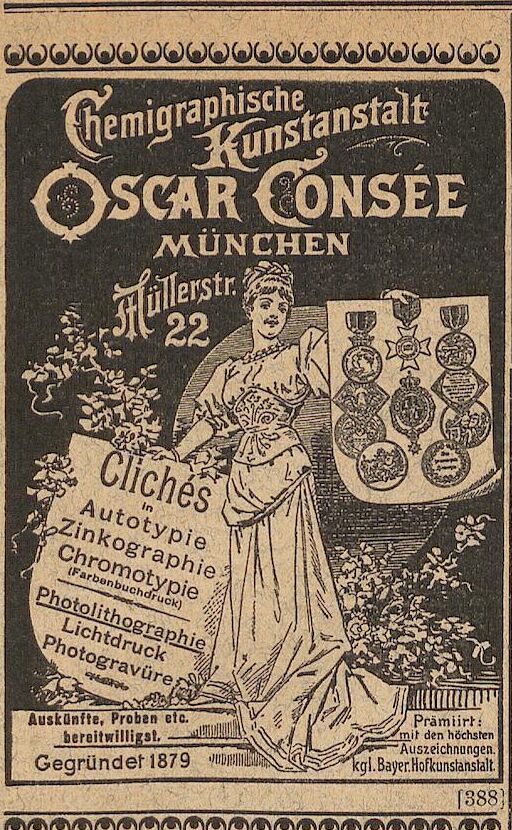 Chemigraphische
Kunstanstalt
OSCAR CONSÉE
MÜNCHEN
Müllerstr.
22
Clichés
in
Autotypie
Zinkographie
Chromotypie
(Farbenbuchdruck)
Photolithographie
Lichtdruck
Photogravüre
Auskünfte, Proben etc.
bereitwilligst.
Gegründet 1879
Prämiirt:
mit den höchsten
Auszeichnungen.
kgl. Bayer. Hofkunstanstalt.
[388]